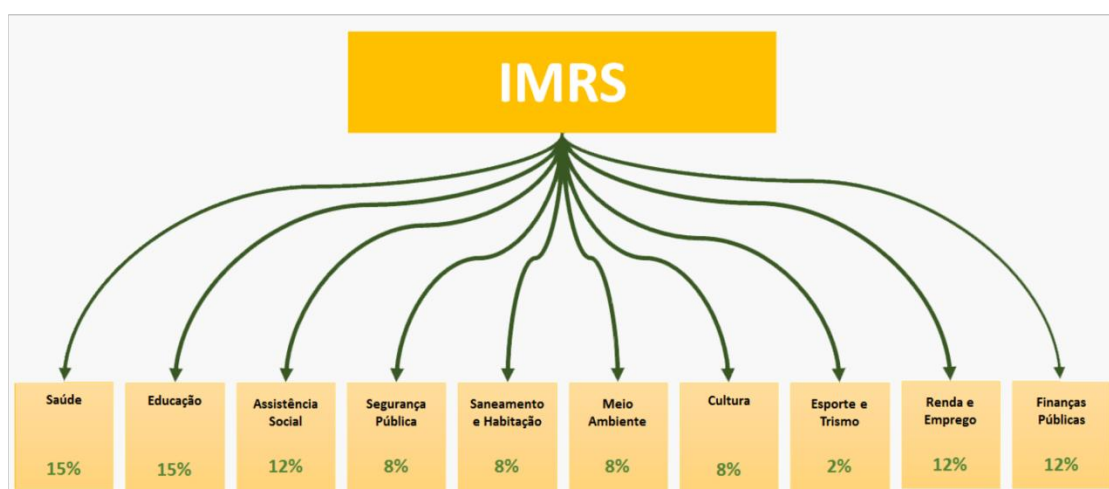 IMRS
Saúde
15%
Educação
15%
Assistência
Social
12%
Segurança
Pública
8%
Saneamento
e Habitação
8%
Meio
Ambiente
8%
Cultura
8%
Esporte e
Trismo
2%
Renda e
Emprego
12%
Finanças
Públicas
12%